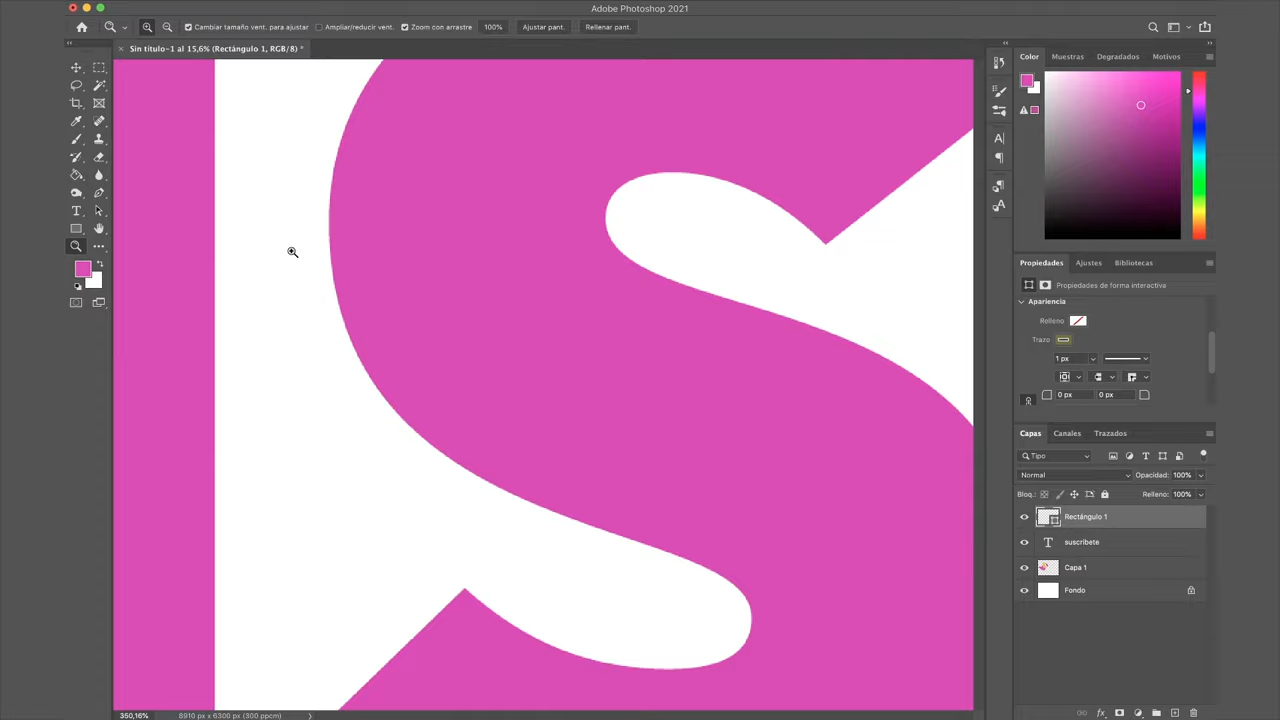 Adobe Photoshop 2021
Cambiar tamaño vent. para ajustar
Ampliar/reducir vent.
Zoom con arrastre
100%
Ajustar pant.
Rellenar pant.
Sin título-1 al 15,6% (Rectángulo 1, RGB/8) *
S
Color
Muestras
Degradados
Motivos
Propiedades
Ajustes
Bibliotecas
Propiedades de forma interactiva
Apariencia
Relleno
Trazo
1 px
0 px
0 px
Capas
Canales
Trazados
Tipo
Normal
Opacidad: 100%
Bloq.:
Relleno: 100%
Rectángulo 1
suscribete
Capa 1
Fondo
350,16%
8910 px x 6300 px (300 ppcm)